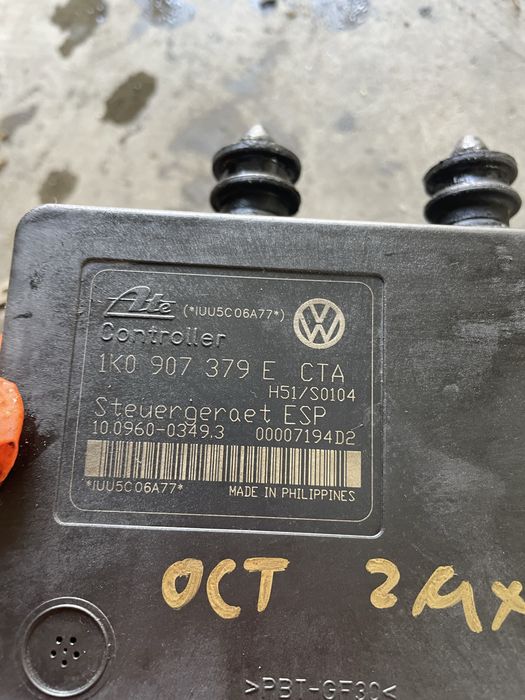 Ate (*IUU5C06A77*)
Controller
1K0 907 379 E CTA
H51/S0104
Steuergeraet ESP
10.0960-0349.3 00007194D2
*IUU5C06A77*
MADE IN PHILIPPINES
OCT
>PBT-GF30<